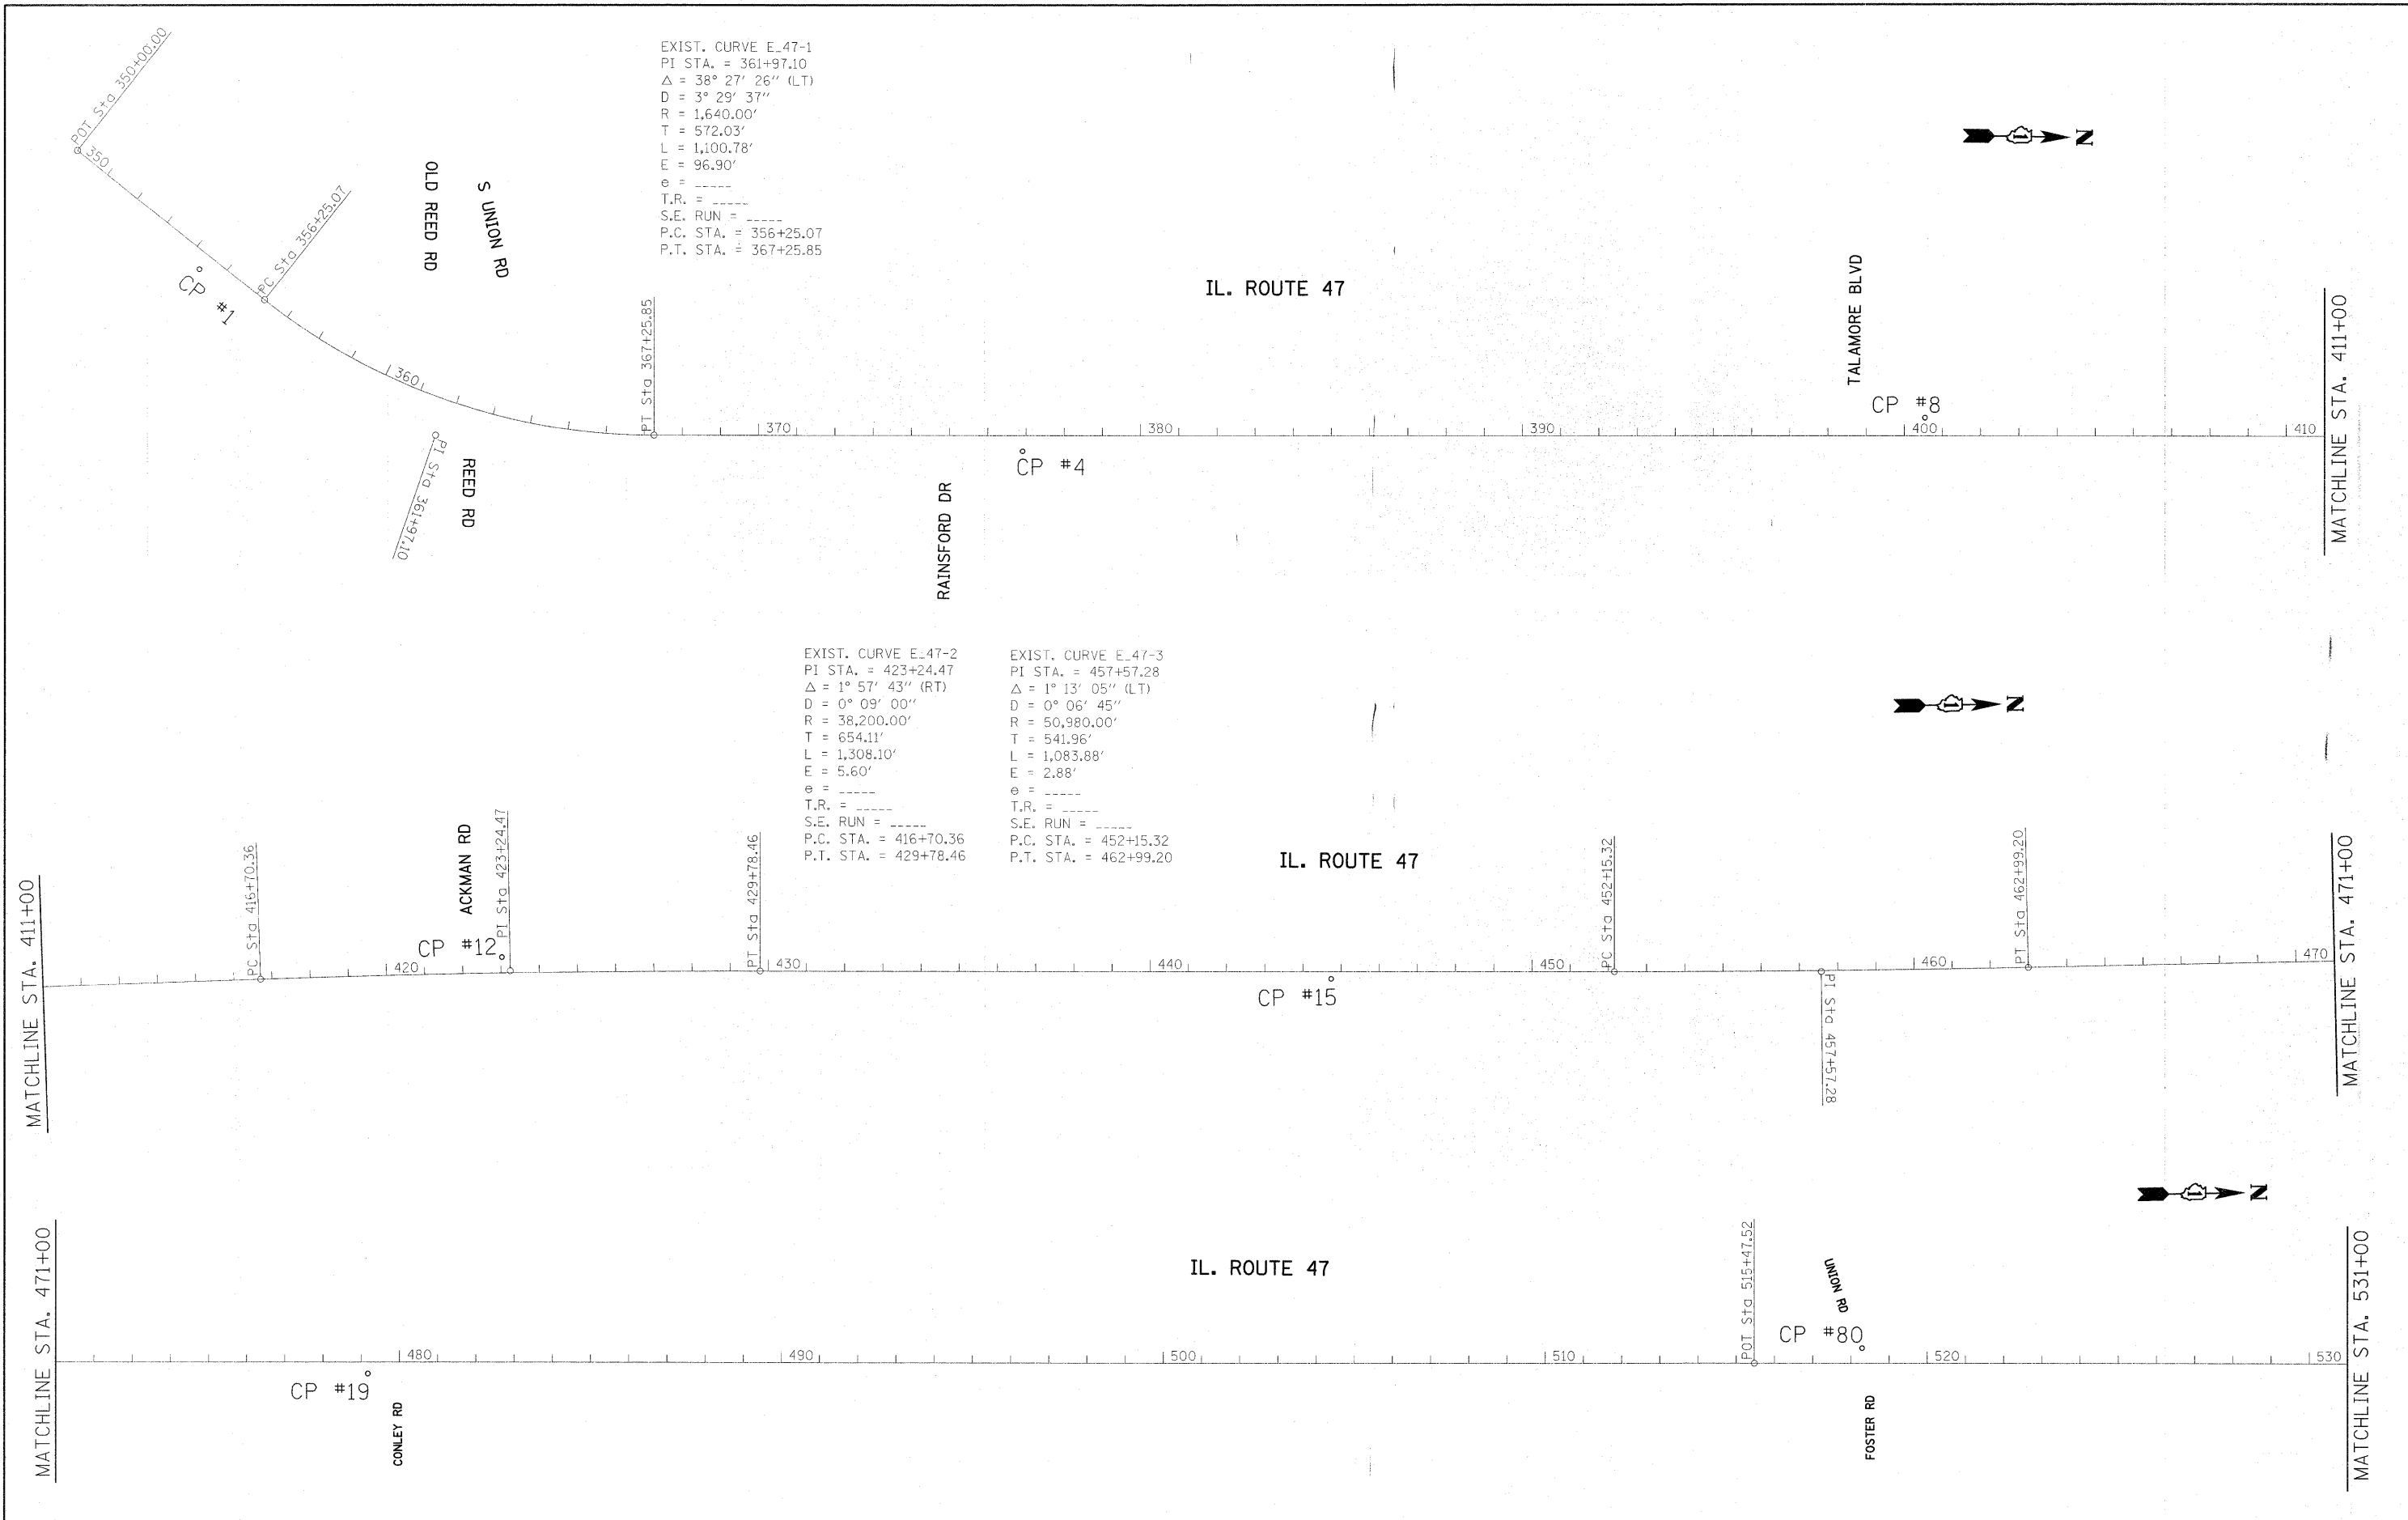 EXIST. CURVE E_47-1
PI STA. = 361+97.10
Δ = 38° 27' 26'' (LT)
D = 3° 29' 37''
R = 1,640.00'
T = 572.03'
L = 1,100.78'
E = 96.90'
e = _____
T.R. = _____
S.E. RUN = _____
P.C. STA. = 356+25.07
P.T. STA. = 367+25.85
POT Sta 350+00.00
350
CP #1
PC Sta 356+25.07
OLD REED RD
S UNION RD
360
PI Sta 361+97.10
REED RD
PT Sta 367+25.85
370
RAINSFORD DR
CP #4
380
IL. ROUTE 47
390
TALAMORE BLVD
CP #8
400
410
MATCHLINE STA. 411+00
N
EXIST. CURVE E_47-2
PI STA. = 423+24.47
Δ = 1° 57' 43'' (RT)
D = 0° 09' 00''
R = 38,200.00'
T = 654.11'
L = 1,308.10'
E = 5.60'
e = _____
T.R. = _____
S.E. RUN = _____
P.C. STA. = 416+70.36
P.T. STA. = 429+78.46
EXIST. CURVE E_47-3
PI STA. = 457+57.28
Δ = 1° 13' 05'' (LT)
D = 0° 06' 45''
R = 50,980.00'
T = 541.96'
L = 1,083.88'
E = 2.88'
e = _____
T.R. = _____
S.E. RUN = _____
P.C. STA. = 452+15.32
P.T. STA. = 462+99.20
N
MATCHLINE STA. 411+00
PC Sta 416+70.36
420
ACKMAN RD
CP #12
PI Sta 423+24.47
PT Sta 429+78.46
430
440
IL. ROUTE 47
CP #15
450
PC Sta 452+15.32
PI Sta 457+57.28
460
PT Sta 462+99.20
470
MATCHLINE STA. 471+00
N
MATCHLINE STA. 471+00
CP #19
480
CONLEY RD
490
IL. ROUTE 47
500
510
POT Sta 515+47.52
UNION RD
CP #80
520
FOSTER RD
530
MATCHLINE STA. 531+00